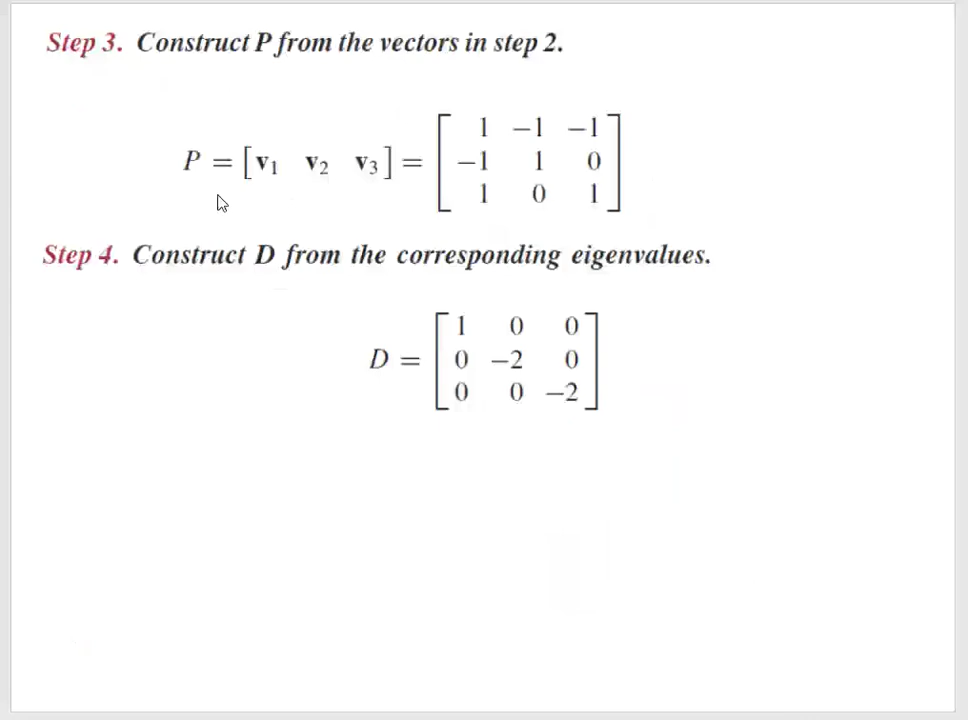 Step 3. Construct P from the vectors in step 2.
P = [v₁ v₂ v₃] = [ 1 −1 −1
−1 1 0
1 0 1 ]
Step 4. Construct D from the corresponding eigenvalues.
D = [ 1 0 0
0 −2 0
0 0 −2 ]